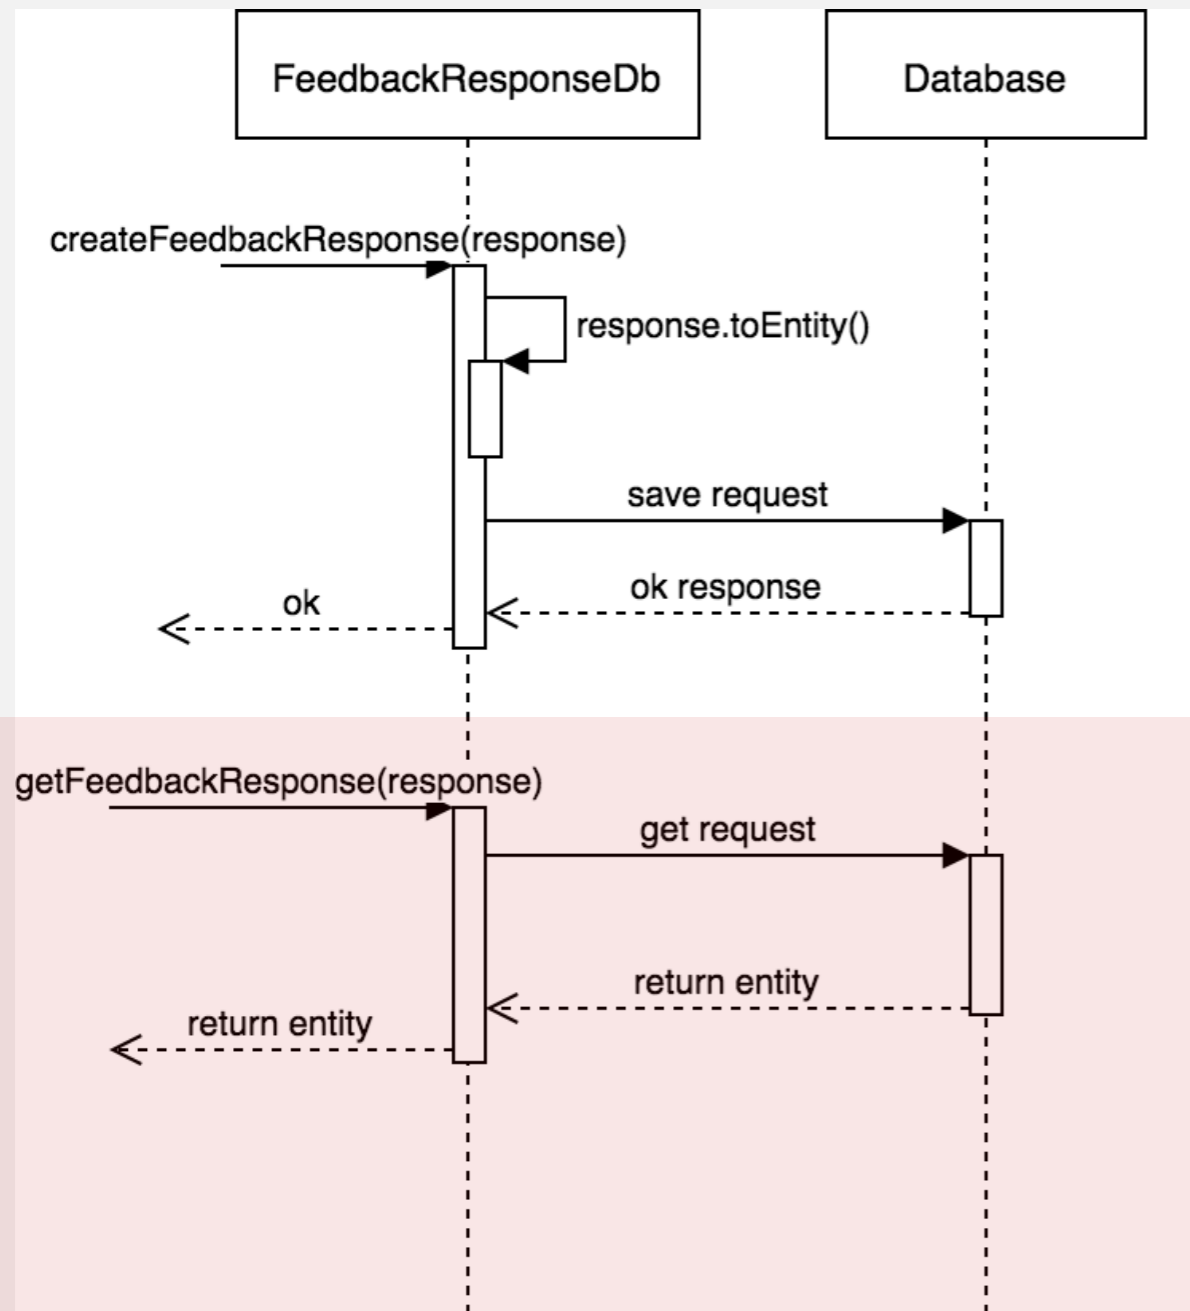 FeedbackResponseDb
Database
createFeedbackResponse(response)
response.toEntity()
save request
ok response
ok
getFeedbackResponse(response)
get request
return entity
return entity